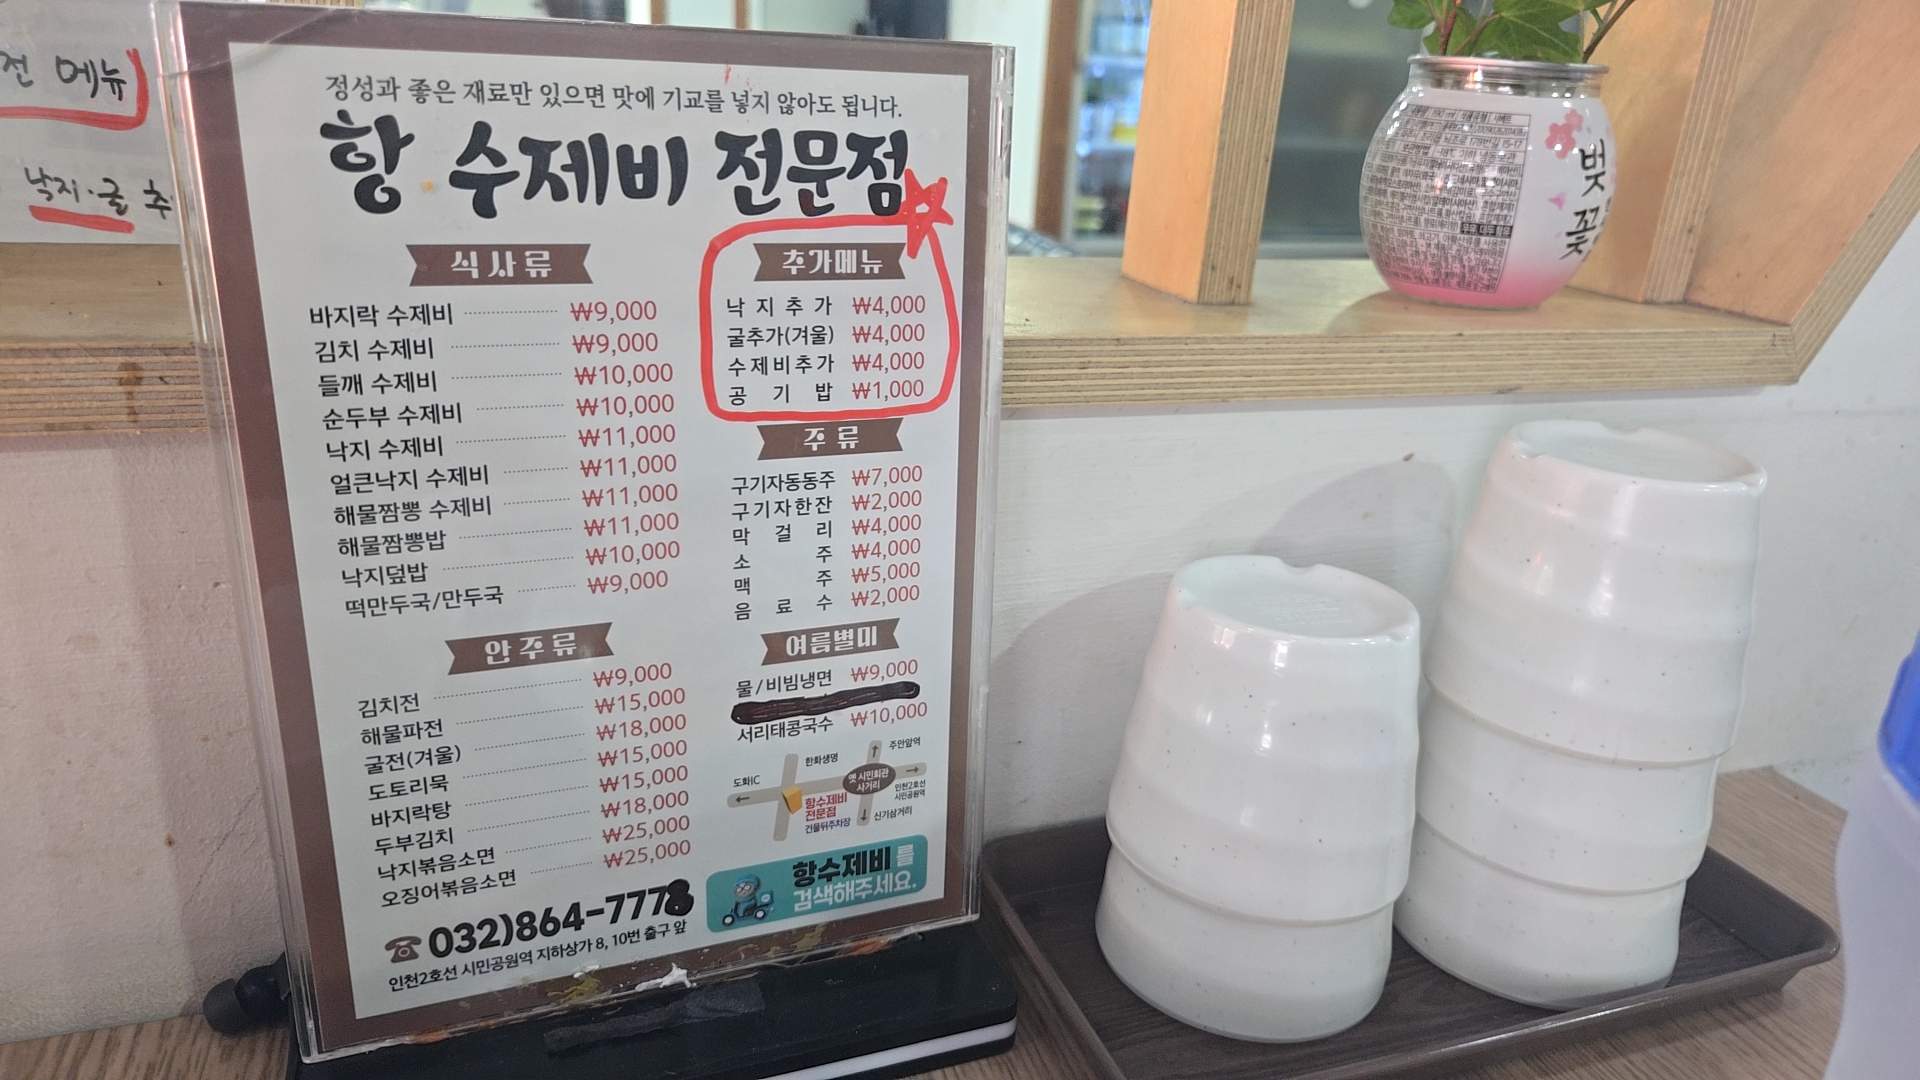 전 메뉴
낙지·굴 추
정성과 좋은 재료만 있으면 맛에 기교를 넣지 않아도 됩니다.
항 수제비 전문점
식사류
바지락 수제비 ₩9,000
김치 수제비 ₩9,000
들깨 수제비 ₩10,000
순두부 수제비 ₩10,000
낙지 수제비 ₩11,000
얼큰낙지 수제비 ₩11,000
해물짬뽕 수제비 ₩11,000
해물짬뽕밥 ₩11,000
낙지덮밥 ₩10,000
떡만두국/만두국 ₩9,000
안주류
김치전 ₩9,000
해물파전 ₩15,000
굴전(겨울) ₩18,000
도토리묵 ₩15,000
바지락탕 ₩15,000
두부김치 ₩18,000
낙지볶음소면 ₩25,000
오징어볶음소면 ₩25,000
추가메뉴
낙지추가 ₩4,000
굴추가(겨울) ₩4,000
수제비추가 ₩4,000
공기밥 ₩1,000
주류
구기자동동주 ₩7,000
구기자한잔 ₩2,000
막걸리 ₩4,000
소주 ₩4,000
맥주 ₩5,000
음료수 ₩2,000
여름별미
물/비빔냉면 ₩9,000
서리태콩국수 ₩10,000
한화생명
주안앞역
도화IC
옛 시민회관
사거리
인천2호선
시민공원역
항수제비
전문점
건물뒤주차장
신기삼거리
항수제비를
검색해주세요.
032)864-7778
인천2호선 시민공원역 지하상가 8, 10번 출구 앞
벚꽃